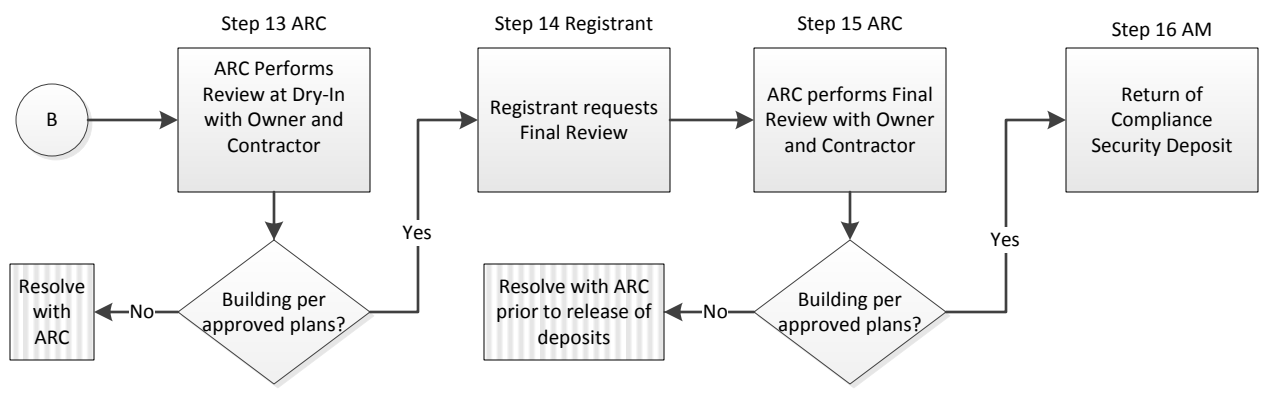 Step 13 ARC
Step 14 Registrant
Step 15 ARC
Step 16 AM
B
ARC Performs
Review at Dry-In
with Owner and
Contractor
Registrant requests
Final Review
ARC performs Final
Review with Owner
and Contractor
Return of
Compliance
Security Deposit
Yes
Yes
Resolve
with
ARC
No
Building per
approved plans?
Resolve with ARC
prior to release of
deposits
No
Building per
approved plans?